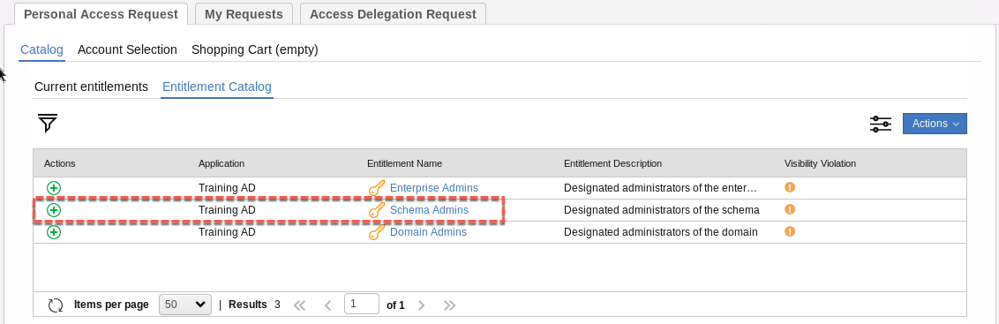 Personal Access Request My Requests Access Delegation Request
Catalog Account Selection Shopping Cart (empty)
Current entitlements Entitlement Catalog
Actions
Actions Application Entitlement Name Entitlement Description Visibility Violation
Training AD Enterprise Admins Designated administrators of the enter...
Training AD Schema Admins Designated administrators of the schema
Training AD Domain Admins Designated administrators of the domain
Items per page 50 | Results 3 1 of 1